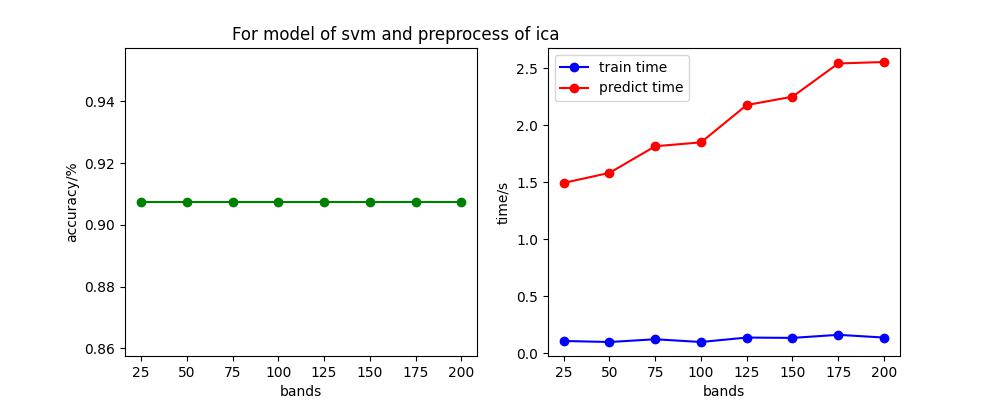 For model of svm and preprocess of ica
accuracy/%
0.94
0.92
0.90
0.88
0.86
25 50 75 100 125 150 175 200
bands
time/s
2.5
2.0
1.5
1.0
0.5
0.0
train time
predict time
25 50 75 100 125 150 175 200
bands